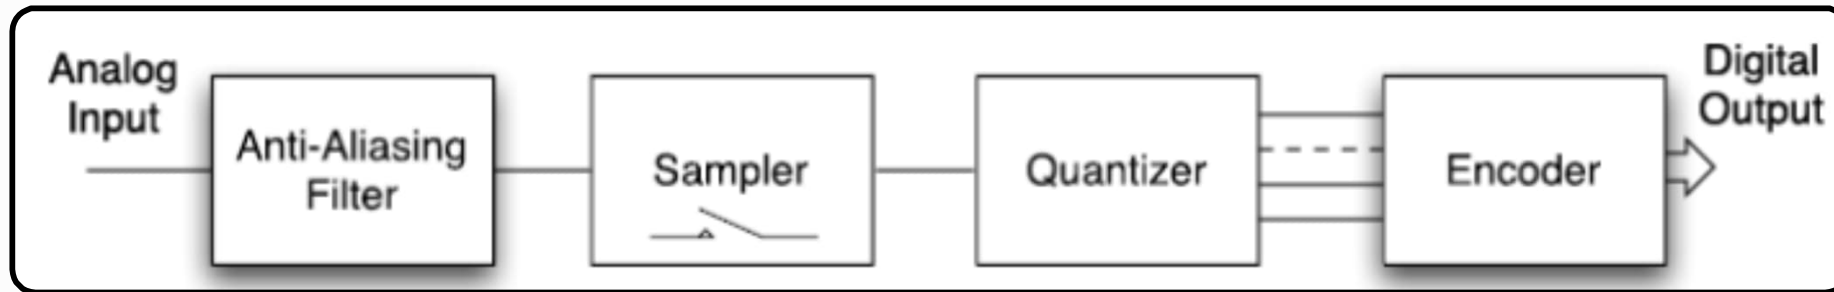 Analog
Input
Anti-Aliasing
Filter
Sampler
Quantizer
Encoder
Digital
Output